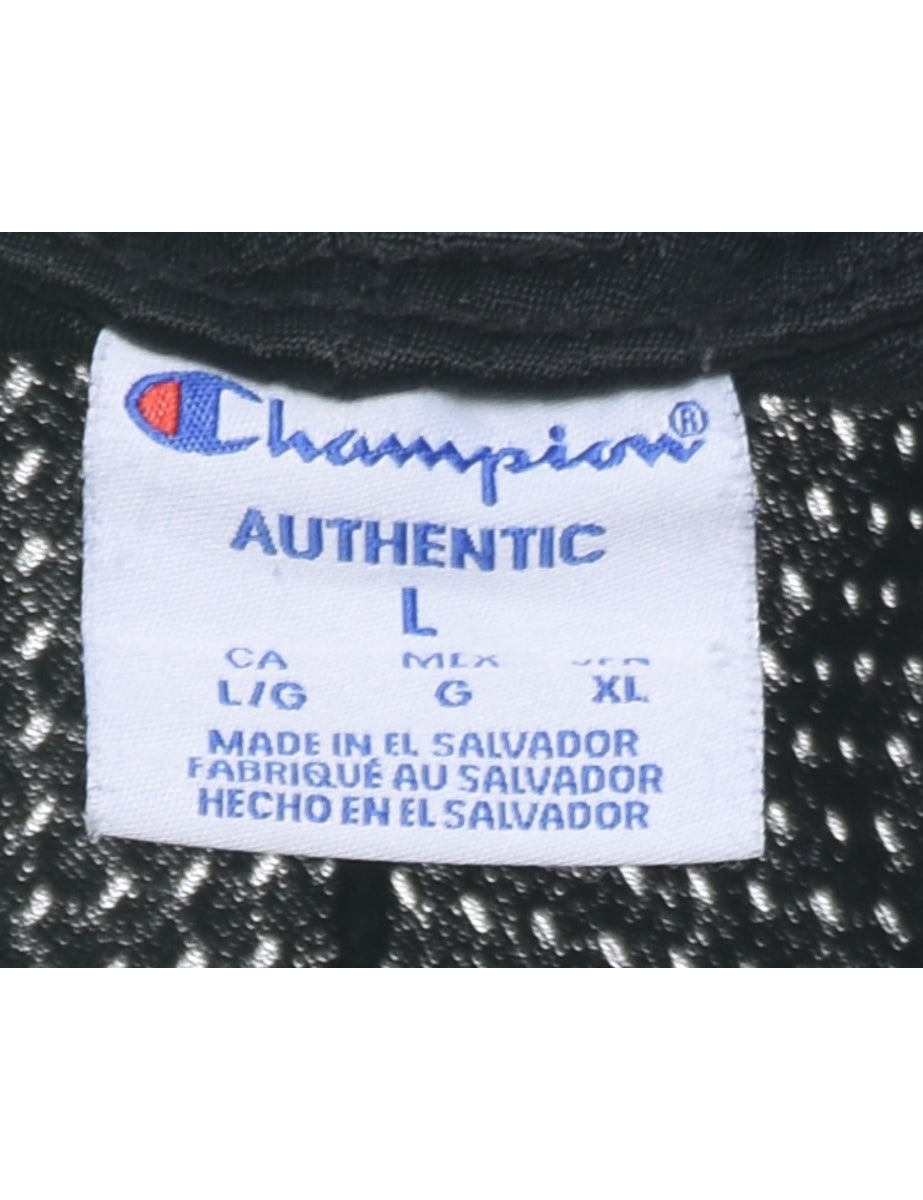 Champion®
AUTHENTIC
L
CA MEX
L/G G XL
MADE IN EL SALVADOR
FABRIQUÉ AU SALVADOR
HECHO EN EL SALVADOR